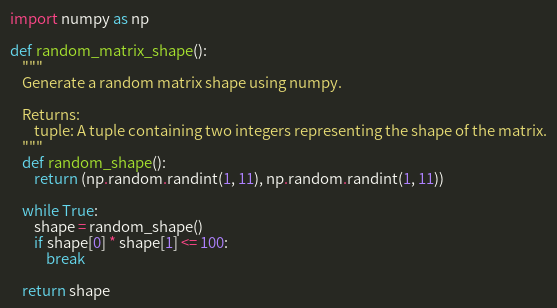 import numpy as np

def random_matrix_shape():
    """
    Generate a random matrix shape using numpy.

    Returns:
        tuple: A tuple containing two integers representing the shape of the matrix.
    """
    def random_shape():
        return (np.random.randint(1, 11), np.random.randint(1, 11))

    while True:
        shape = random_shape()
        if shape[0] * shape[1] <= 100:
            break

    return shape